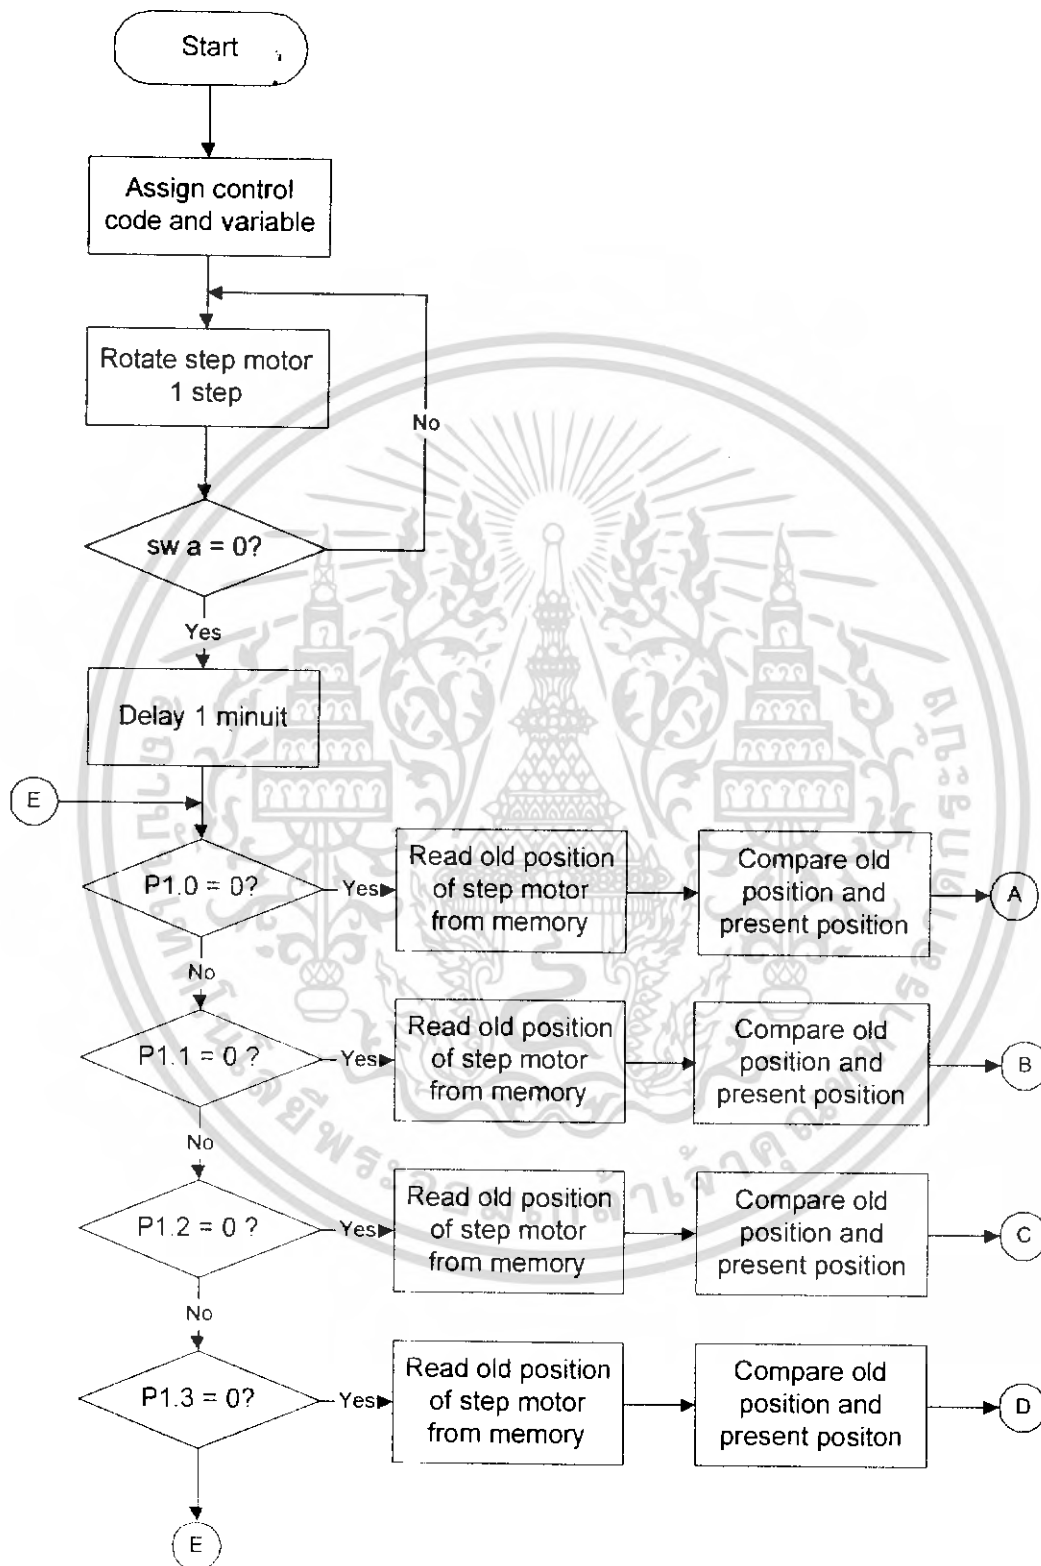 Start
Assign control
code and variable
Rotate step motor
1 step
No
sw a = 0?
Yes
Delay 1 minuit
E
P1.0 = 0?
Yes
Read old position
of step motor
from memory
Compare old
position and
present position
A
No
P1.1 = 0 ?
Yes
Read old position
of step motor
from memory
Compare old
position and
present position
B
No
P1.2 = 0 ?
Yes
Read old position
of step motor
from memory
Compare old
position and
present position
C
No
P1.3 = 0?
Yes
Read old position
of step motor
from memory
Compare old
position and
present positon
D
E